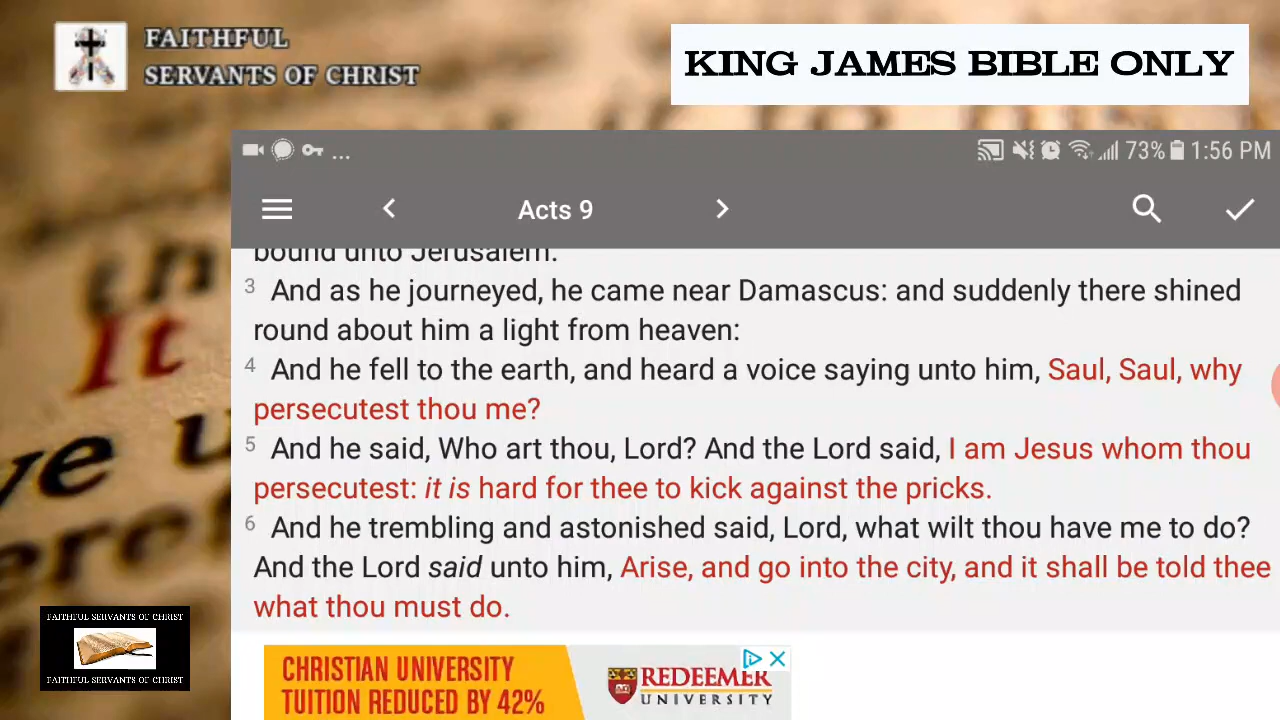 FAITHFUL
SERVANTS OF CHRIST
KING JAMES BIBLE ONLY
... 73% 1:56 PM
Acts 9
bound unto Jerusalem.
3 And as he journeyed, he came near Damascus: and suddenly there shined
round about him a light from heaven:
4 And he fell to the earth, and heard a voice saying unto him, Saul, Saul, why
persecutest thou me?
5 And he said, Who art thou, Lord? And the Lord said, I am Jesus whom thou
persecutest: it is hard for thee to kick against the pricks.
6 And he trembling and astonished said, Lord, what wilt thou have me to do?
And the Lord said unto him, Arise, and go into the city, and it shall be told thee
what thou must do.
It
FAITHFUL SERVANTS OF CHRIST
FAITHFUL SERVANTS OF CHRIST
CHRISTIAN UNIVERSITY
TUITION REDUCED BY 42%
REDEEMER
UNIVERSITY